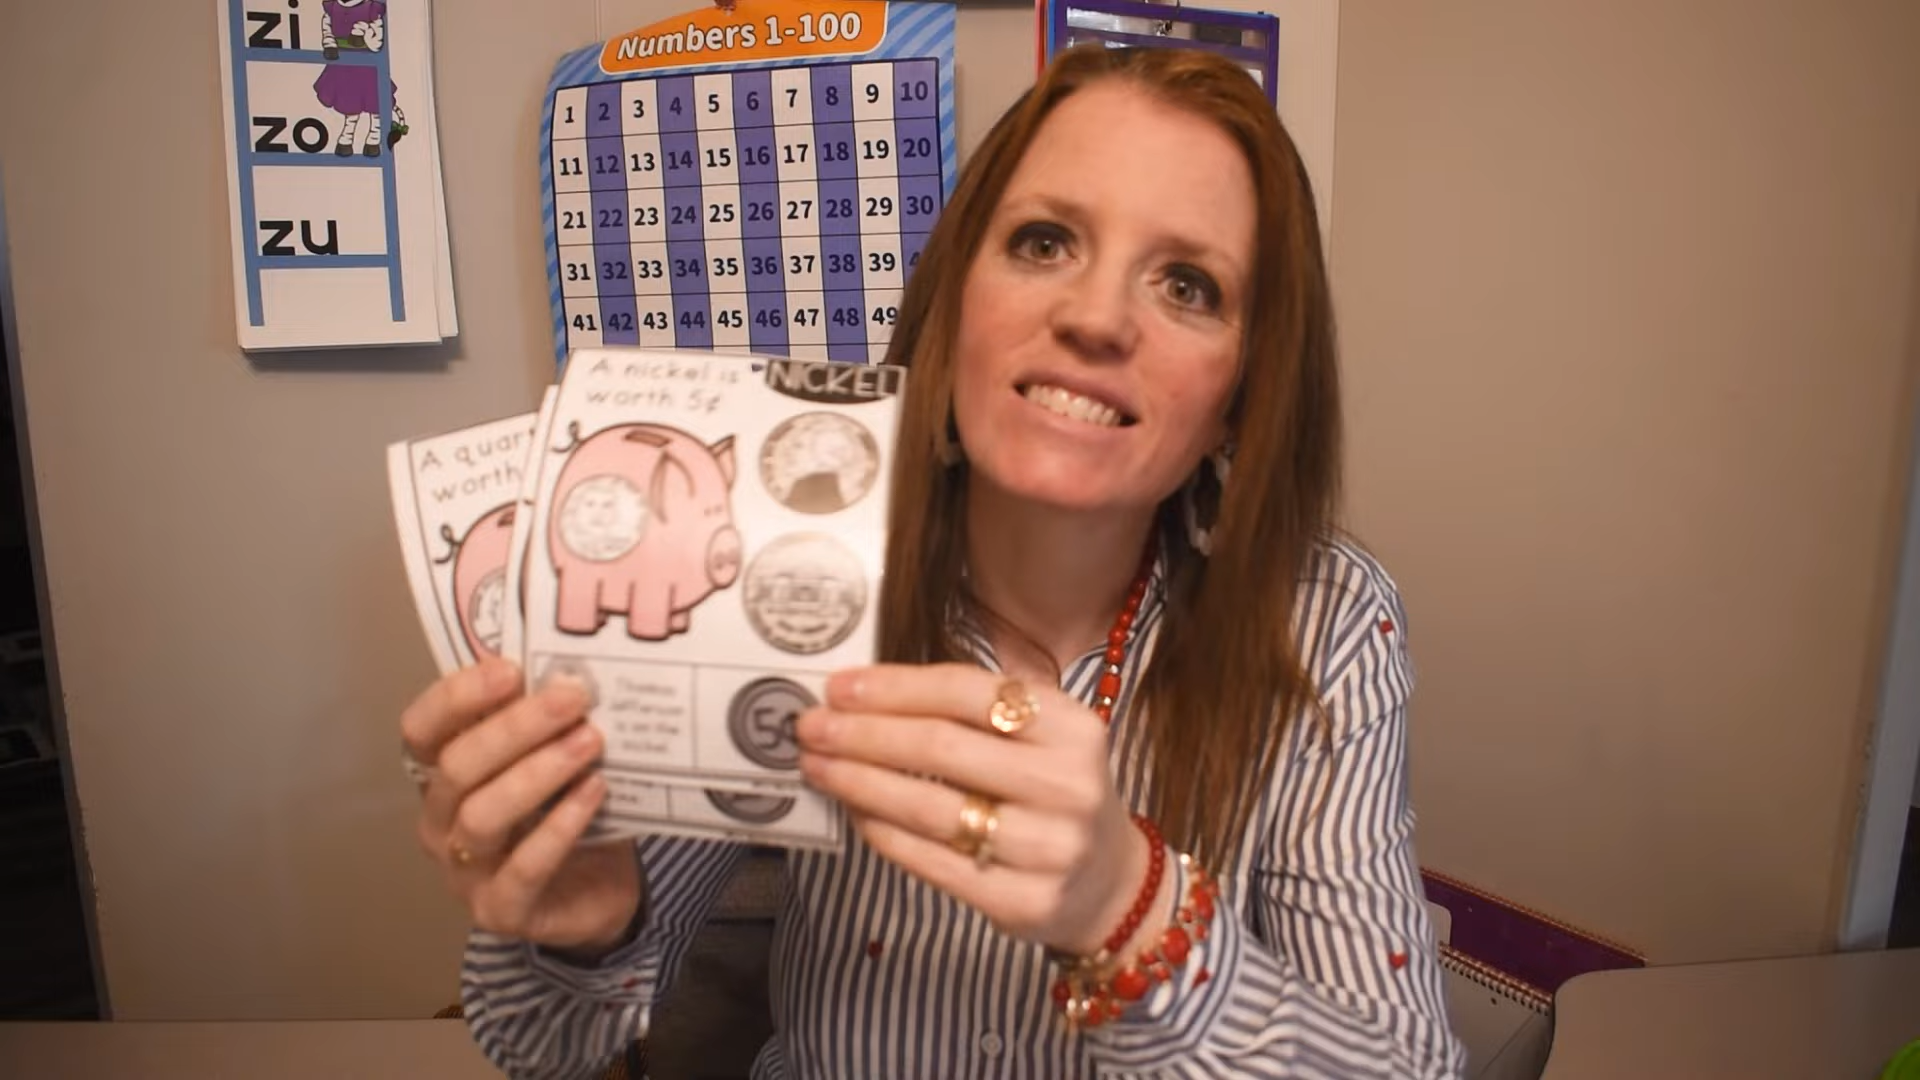 zi
zo
zu
Numbers 1-100
1 2 3 4 5 6 7 8 9 10
11 12 13 14 15 16 17 18 19 20
21 22 23 24 25 26 27 28 29 30
31 32 33 34 35 36 37 38 39
41 42 43 44 45 46 47 48 49
A nickel is
worth 5¢
NICKEL
A quar
worth
Thomas
Jefferson
is on the
nickel
5¢